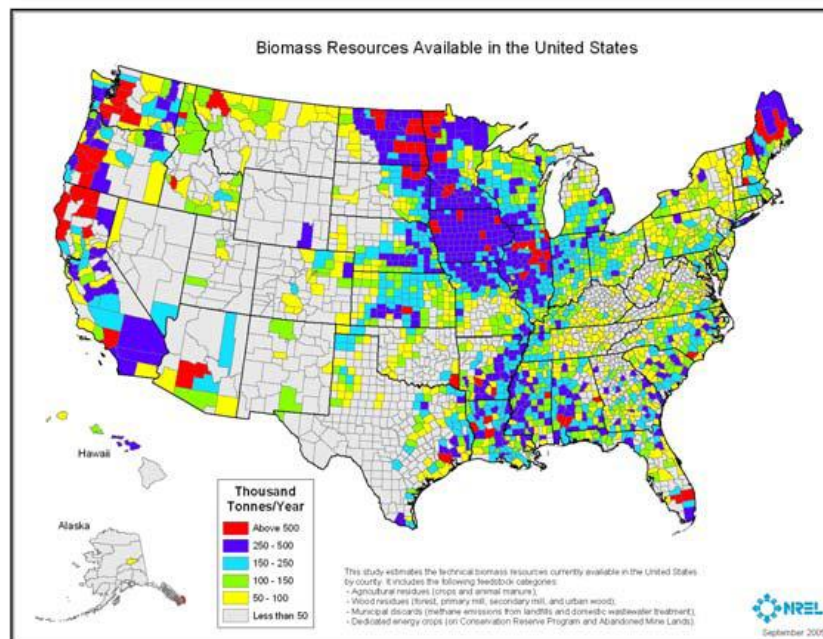 Biomass Resources Available in the United States
Hawaii
Alaska
Thousand
Tonnes/Year
Above 500
250 - 500
150 - 250
100 - 150
50 - 100
Less than 50
This study estimates the technical biomass resources currently available in the United States
by county. It includes the following feedstock categories:
- Agricultural residues (crops and animal manure);
- Wood residues (forest, primary mill, secondary mill, and urban wood);
- Municipal discards (methane emissions from landfills and domestic wastewater treatment);
- Dedicated energy crops (on Conservation Reserve Program and Abandoned Mine Lands).
NREL
September